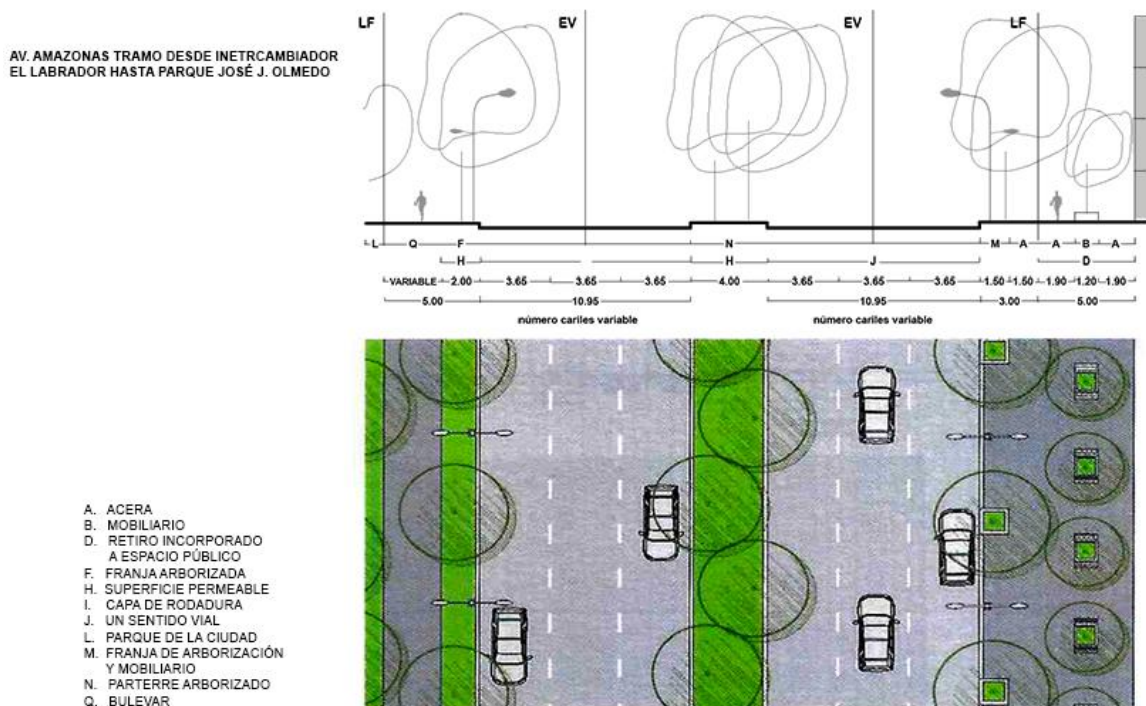 AV. AMAZONAS TRAMO DESDE INETRCAMBIADOR
EL LABRADOR HASTA PARQUE JOSÉ J. OLMEDO
LF EV EV LF
L Q F N M A A B A
H H J D
VARIABLE 2.00 3.65 3.65 3.65 4.00 3.65 3.65 3.65 1.50 1.50 1.90 1.20 1.90
5.00 10.95 10.95 3.00 5.00
número cariles variable número cariles variable
A. ACERA
B. MOBILIARIO
D. RETIRO INCORPORADO
A ESPACIO PÚBLICO
F. FRANJA ARBORIZADA
H. SUPERFICIE PERMEABLE
I. CAPA DE RODADURA
J. UN SENTIDO VIAL
L. PARQUE DE LA CIUDAD
M. FRANJA DE ARBORIZACIÓN
Y MOBILIARIO
N. PARTERRE ARBORIZADO
Q. BULEVAR